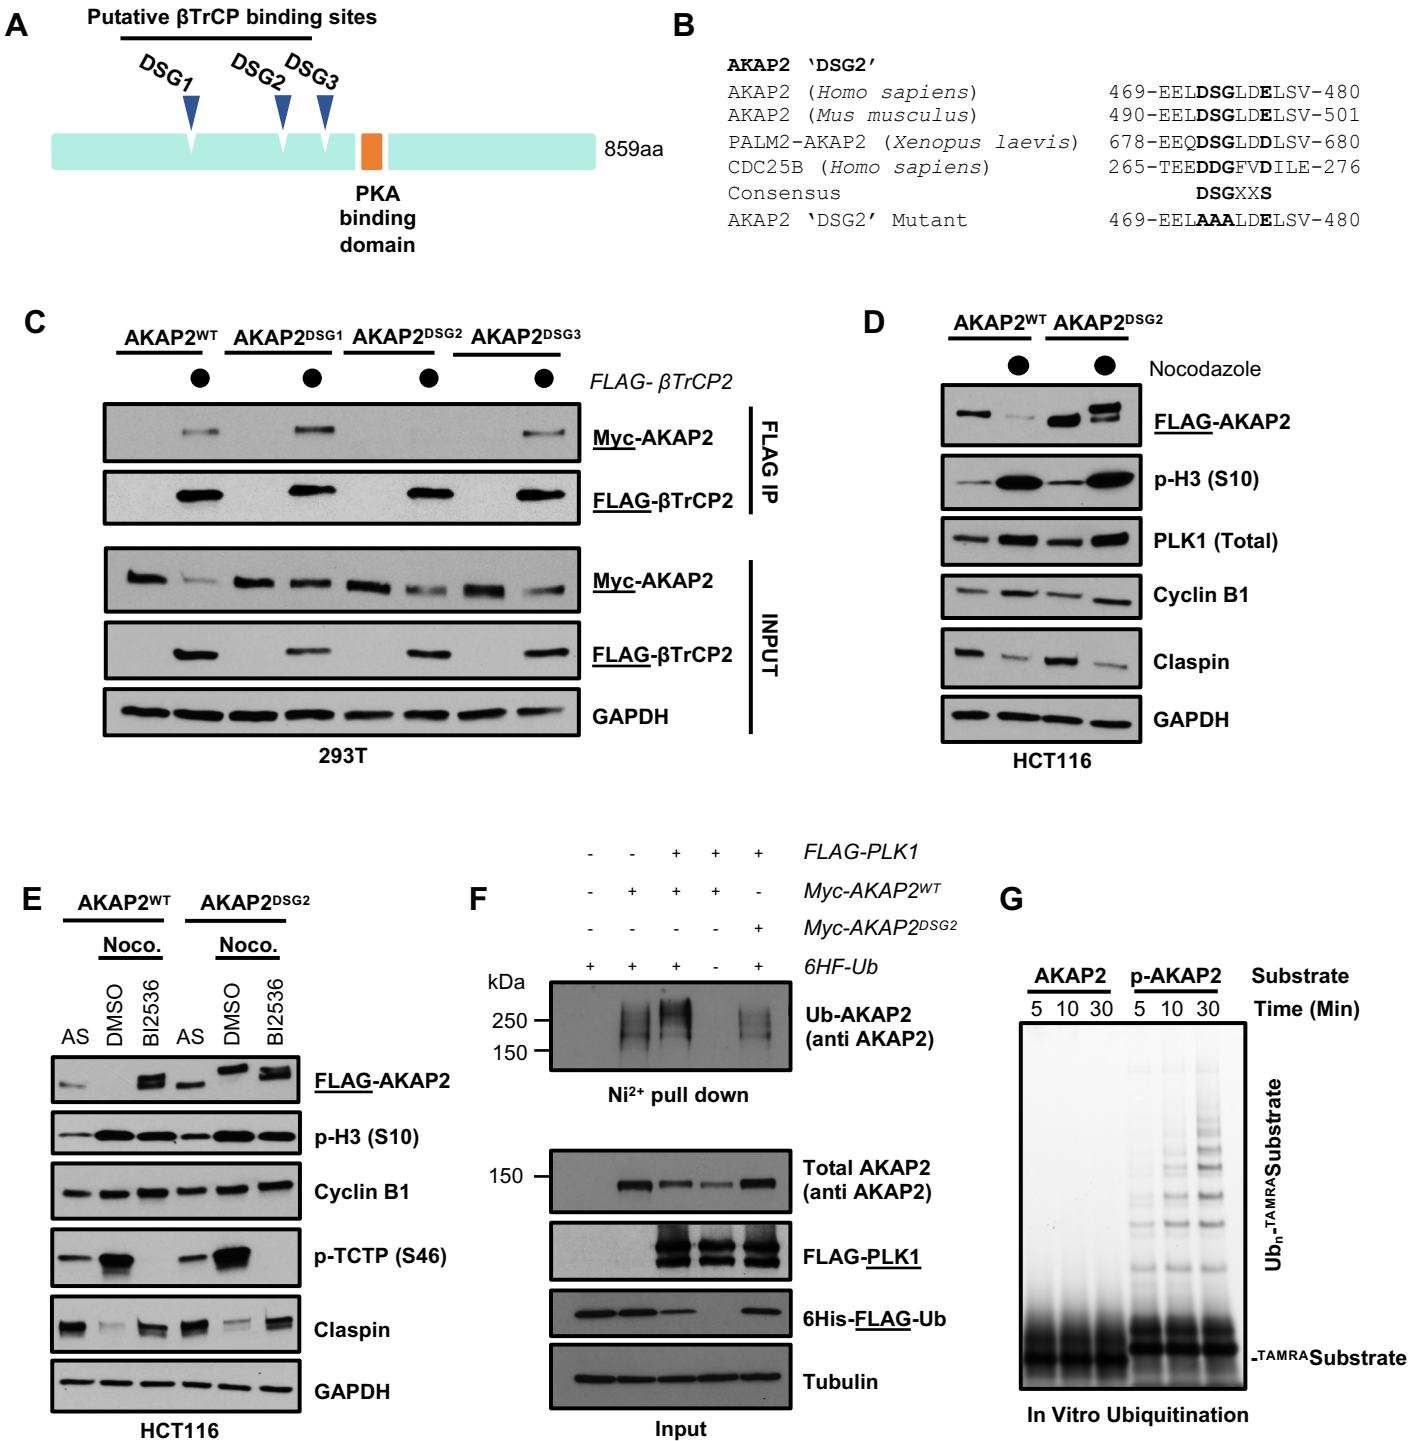 A
Putative βTrCP binding sites
DSG1
DSG2
DSG3
859aa
PKA
binding
domain
B
AKAP2 ‘DSG2’
AKAP2 (Homo sapiens) 469-EELDSGLDELSV-480
AKAP2 (Mus musculus) 490-EELDSGLDELSV-501
PALM2-AKAP2 (Xenopus laevis) 678-EEQDSGLDDLSV-680
CDC25B (Homo sapiens) 265-TEEDDGFVDILE-276
Consensus DSGXXS
AKAP2 ‘DSG2’ Mutant 469-EELAAALDELSV-480
C
AKAP2WT AKAP2DSG1 AKAP2DSG2 AKAP2DSG3
FLAG- βTrCP2
Myc-AKAP2
FLAG-βTrCP2
FLAG IP
Myc-AKAP2
FLAG-βTrCP2
GAPDH
INPUT
293T
D
AKAP2WT AKAP2DSG2
Nocodazole
FLAG-AKAP2
p-H3 (S10)
PLK1 (Total)
Cyclin B1
Claspin
GAPDH
HCT116
E
AKAP2WT AKAP2DSG2
Noco. Noco.
AS DMSO BI2536 AS DMSO BI2536
FLAG-AKAP2
p-H3 (S10)
Cyclin B1
p-TCTP (S46)
Claspin
GAPDH
HCT116
F
- - + + + FLAG-PLK1
- + + + - Myc-AKAP2WT
- - - - + Myc-AKAP2DSG2
+ + + - + 6HF-Ub
kDa
250
150
Ub-AKAP2
(anti AKAP2)
Ni2+ pull down
150
Total AKAP2
(anti AKAP2)
FLAG-PLK1
6His-FLAG-Ub
Tubulin
Input
G
AKAP2 p-AKAP2 Substrate
5 10 30 5 10 30 Time (Min)
Ubn-TAMRASubstrate
-TAMRASubstrate
In Vitro Ubiquitination